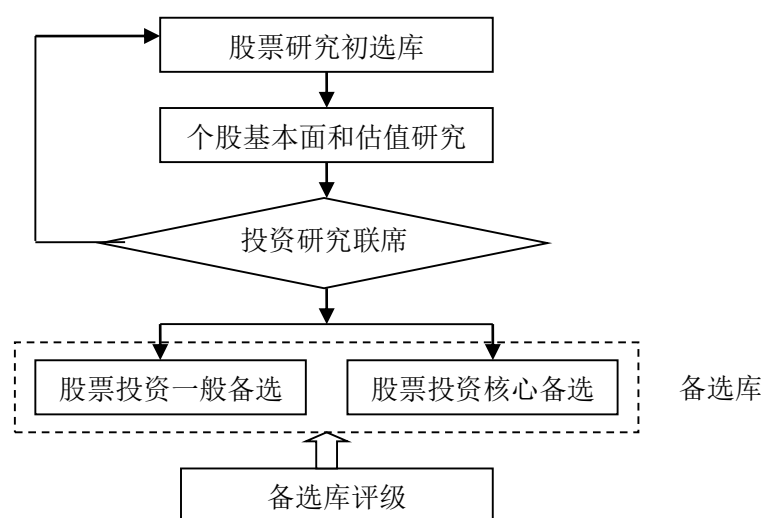 股票研究初选库
个股基本面和估值研究
投资研究联席
股票投资一般备选
股票投资核心备选
备选库
备选库评级